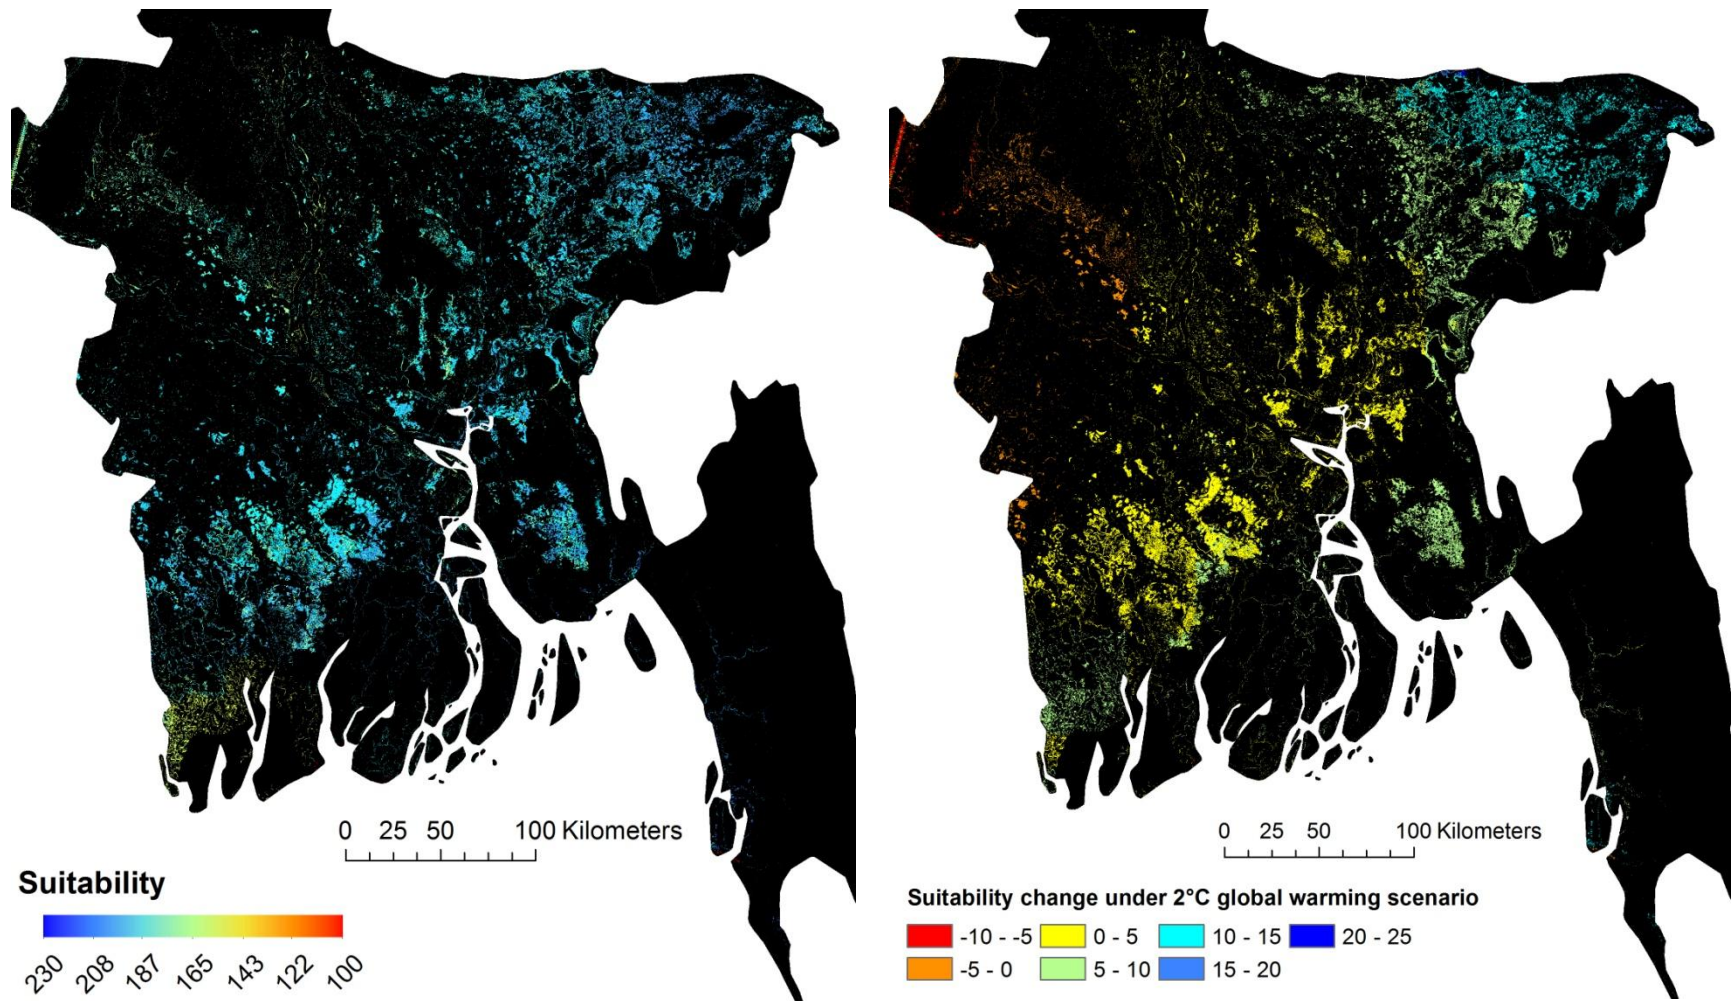 0 25 50 100 Kilometers
Suitability
230 208 187 165 143 122 100
0 25 50 100 Kilometers
Suitability change under 2°C global warming scenario
-10 - -5 0 - 5 10 - 15 20 - 25
-5 - 0 5 - 10 15 - 20